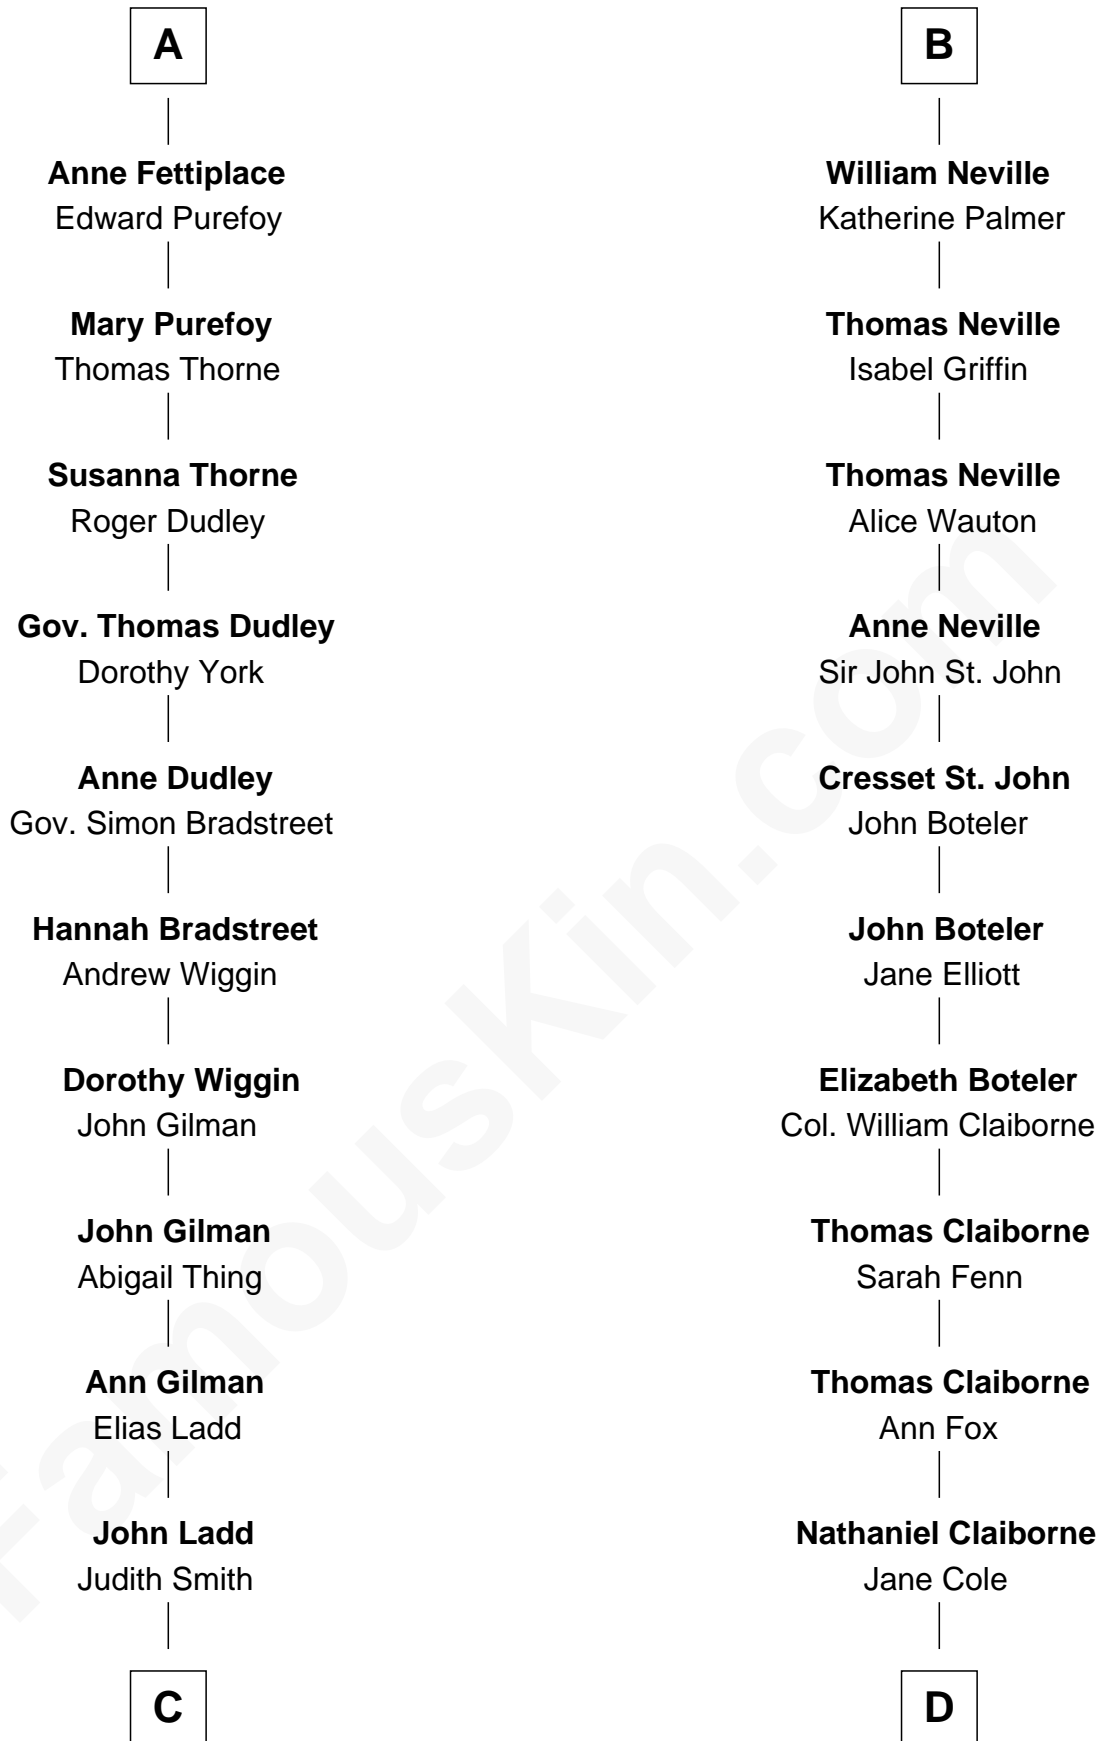 A
Anne Fettiplace
Edward Purefoy
Mary Purefoy
Thomas Thorne
Susanna Thorne
Roger Dudley
Gov. Thomas Dudley
Dorothy York
Anne Dudley
Gov. Simon Bradstreet
Hannah Bradstreet
Andrew Wiggin
Dorothy Wiggin
John Gilman
John Gilman
Abigail Thing
Ann Gilman
Elias Ladd
John Ladd
Judith Smith
C
B
William Neville
Katherine Palmer
Thomas Neville
Isabel Griffin
Thomas Neville
Alice Wauton
Anne Neville
Sir John St. John
Cresset St. John
John Boteler
John Boteler
Jane Elliott
Elizabeth Boteler
Col. William Claiborne
Thomas Claiborne
Sarah Fenn
Thomas Claiborne
Ann Fox
Nathaniel Claiborne
Jane Cole
D
FamousKin.com